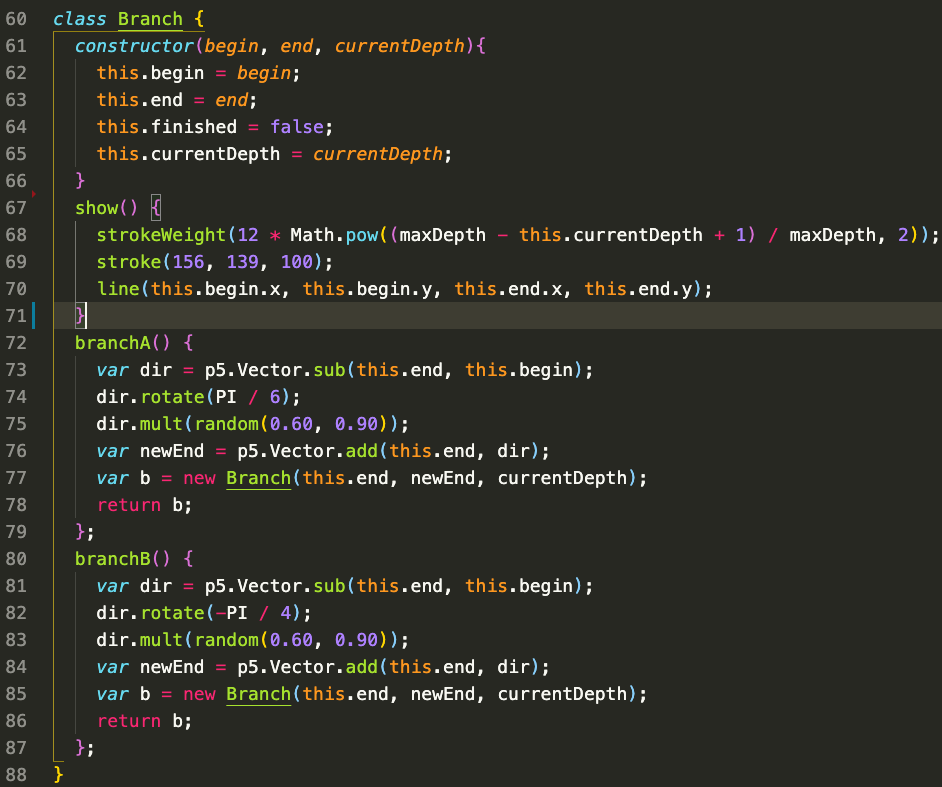 60 class Branch {
61   constructor(begin, end, currentDepth){
62     this.begin = begin;
63     this.end = end;
64     this.finished = false;
65     this.currentDepth = currentDepth;
66   }
67   show() {
68     strokeWeight(12 * Math.pow((maxDepth - this.currentDepth + 1) / maxDepth, 2));
69     stroke(156, 139, 100);
70     line(this.begin.x, this.begin.y, this.end.x, this.end.y);
71   }
72   branchA() {
73     var dir = p5.Vector.sub(this.end, this.begin);
74     dir.rotate(PI / 6);
75     dir.mult(random(0.60, 0.90));
76     var newEnd = p5.Vector.add(this.end, dir);
77     var b = new Branch(this.end, newEnd, currentDepth);
78     return b;
79   };
80   branchB() {
81     var dir = p5.Vector.sub(this.end, this.begin);
82     dir.rotate(-PI / 4);
83     dir.mult(random(0.60, 0.90));
84     var newEnd = p5.Vector.add(this.end, dir);
85     var b = new Branch(this.end, newEnd, currentDepth);
86     return b;
87   };
88 }